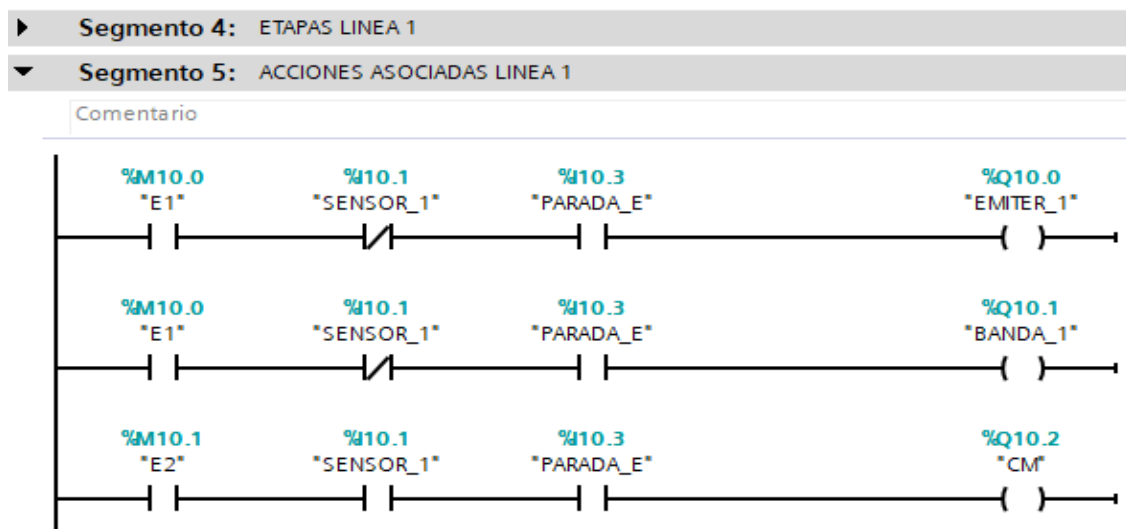 Segmento 4: ETAPAS LINEA 1
Segmento 5: ACCIONES ASOCIADAS LINEA 1
Comentario
%M10.0 %I10.1 %I10.3 %Q10.0
"E1" "SENSOR_1" "PARADA_E" "EMITER_1"
%M10.0 %I10.1 %I10.3 %Q10.1
"E1" "SENSOR_1" "PARADA_E" "BANDA_1"
%M10.1 %I10.1 %I10.3 %Q10.2
"E2" "SENSOR_1" "PARADA_E" "CM"